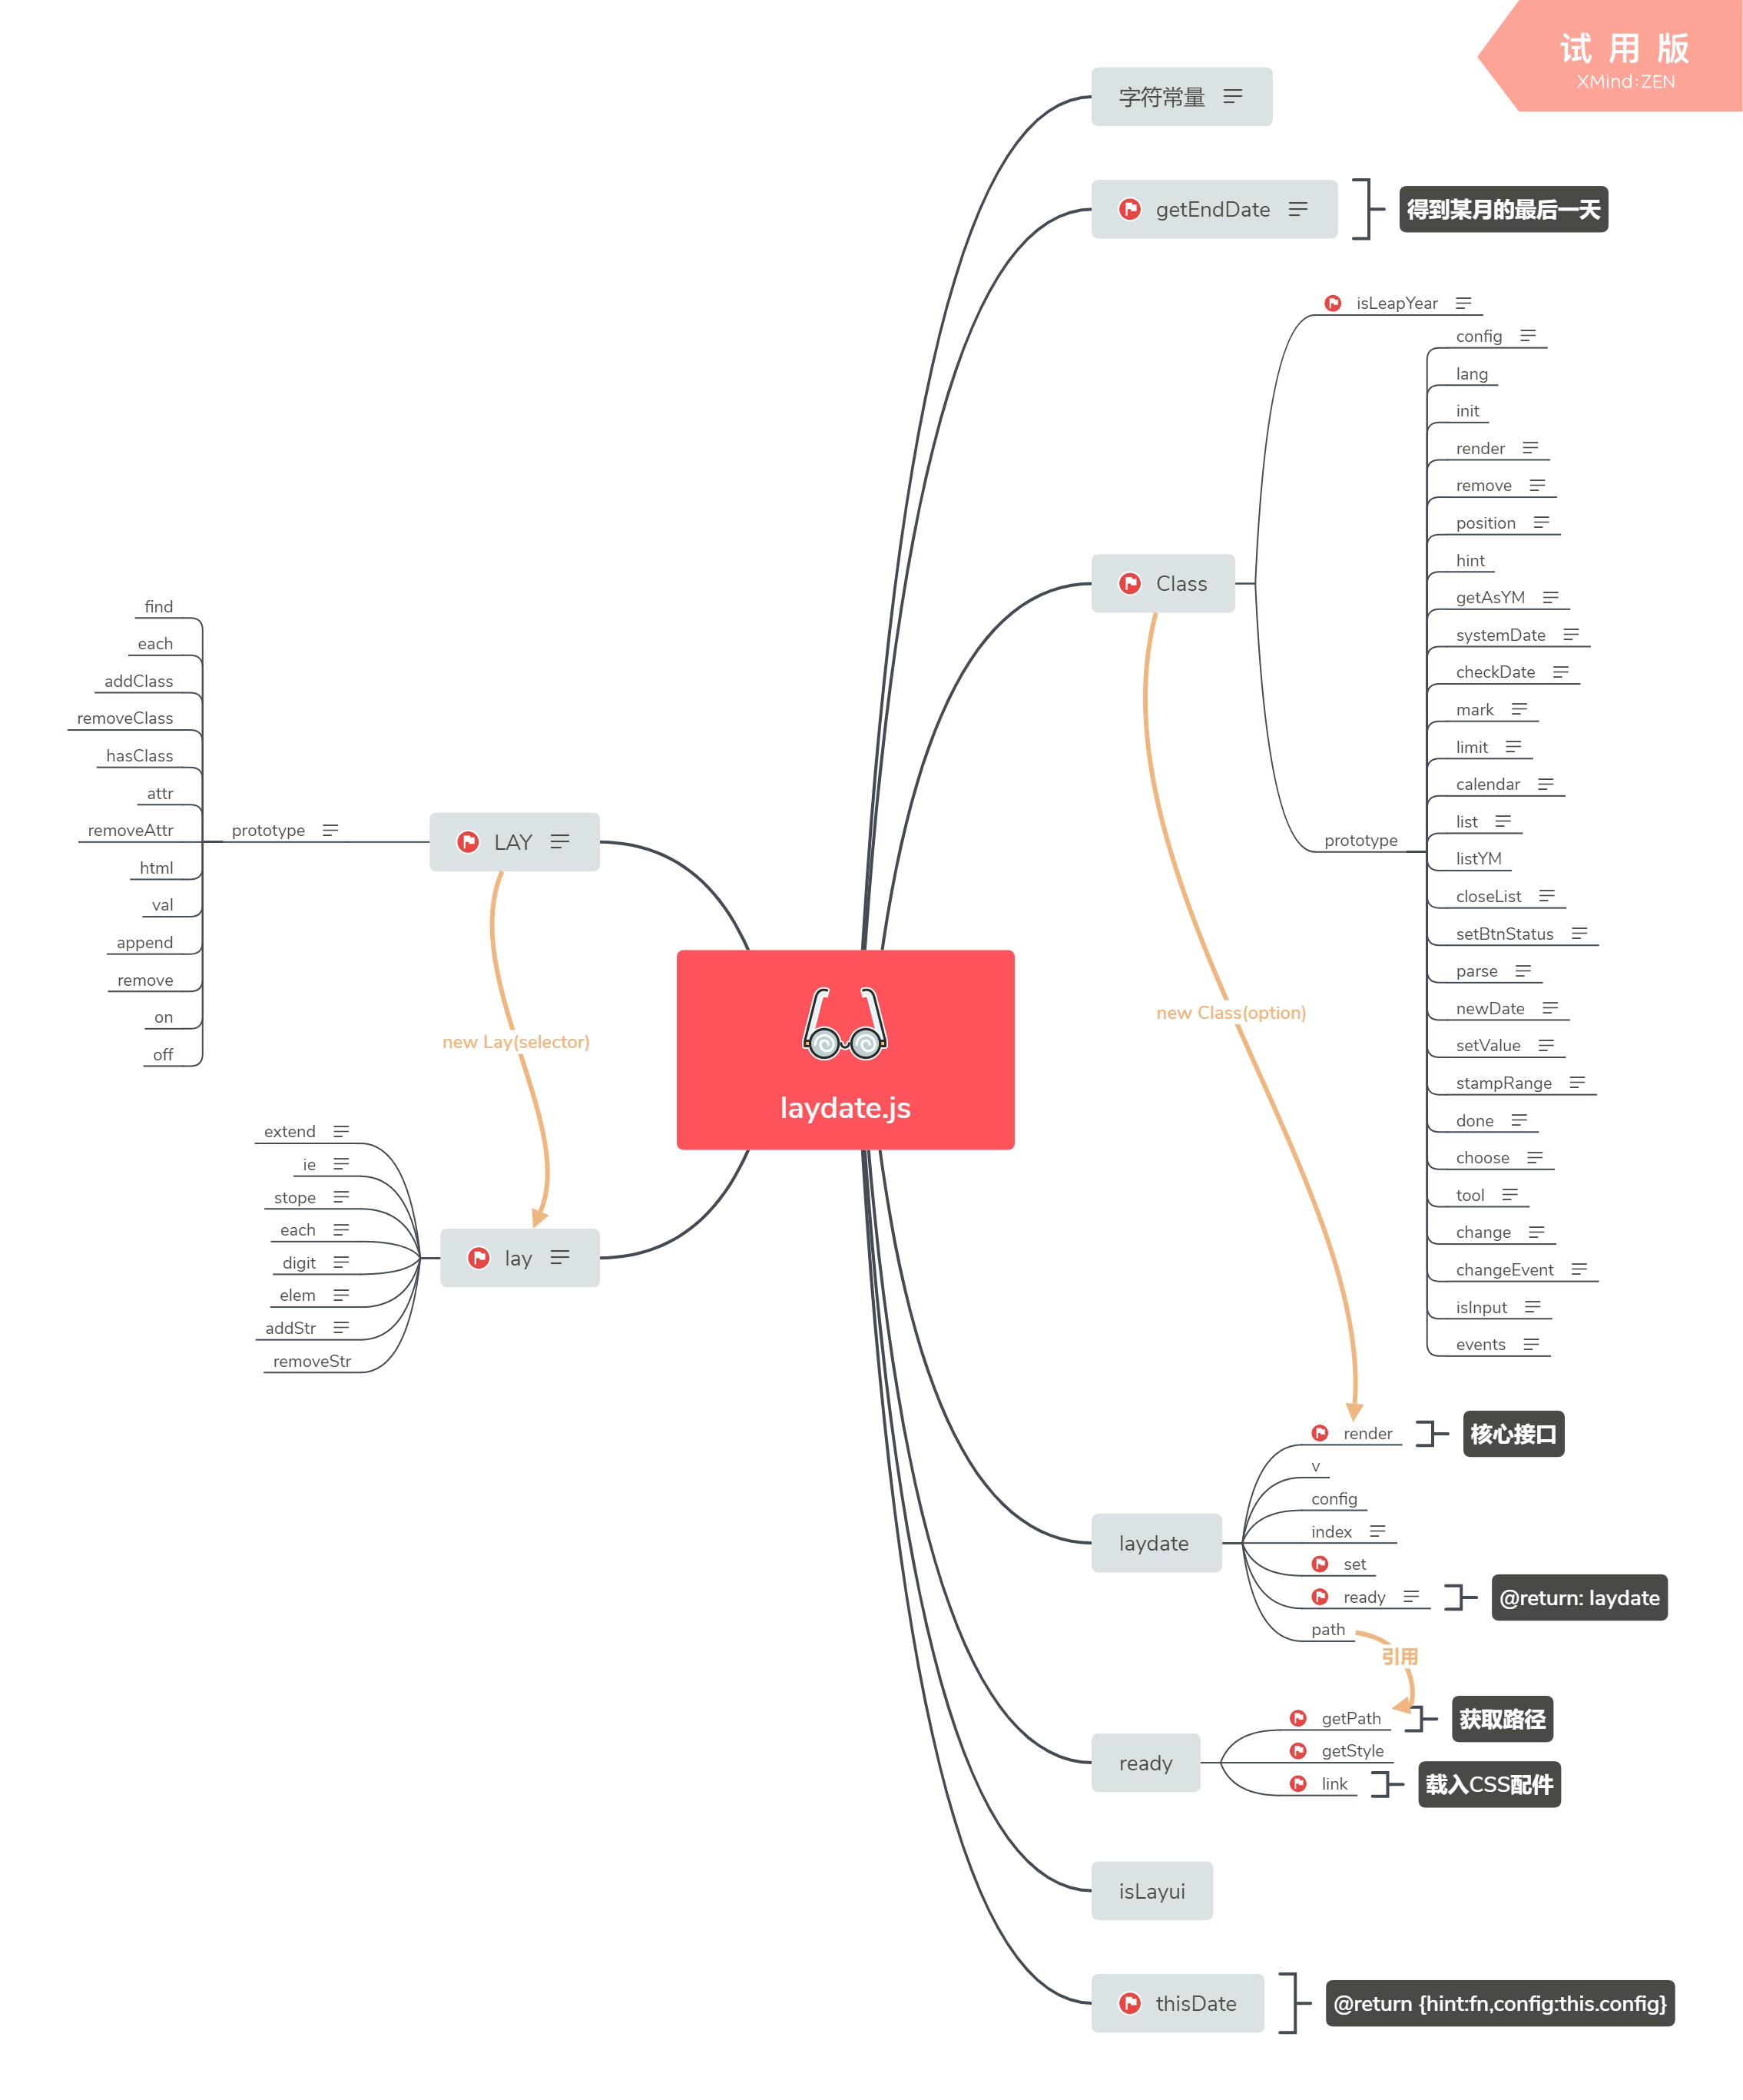 试用版
XMind:ZEN
字符常量
getEndDate
得到某月的最后一天
isLeapYear
config
lang
init
render
remove
position
hint
getAsYM
systemDate
checkDate
mark
limit
calendar
list
listYM
closeList
setBtnStatus
parse
newDate
setValue
stampRange
done
choose
tool
change
changeEvent
isInput
events
Class
prototype
new Class(option)
find
each
addClass
removeClass
hasClass
attr
removeAttr
html
val
append
remove
on
off
prototype
LAY
new Lay(selector)
laydate.js
extend
ie
stope
each
digit
elem
addStr
removeStr
lay
render
核心接口
v
config
index
set
ready
@return: laydate
path
laydate
引用
getPath
获取路径
getStyle
link
载入CSS配件
ready
isLayui
thisDate
@return {hint:fn,config:this.config}